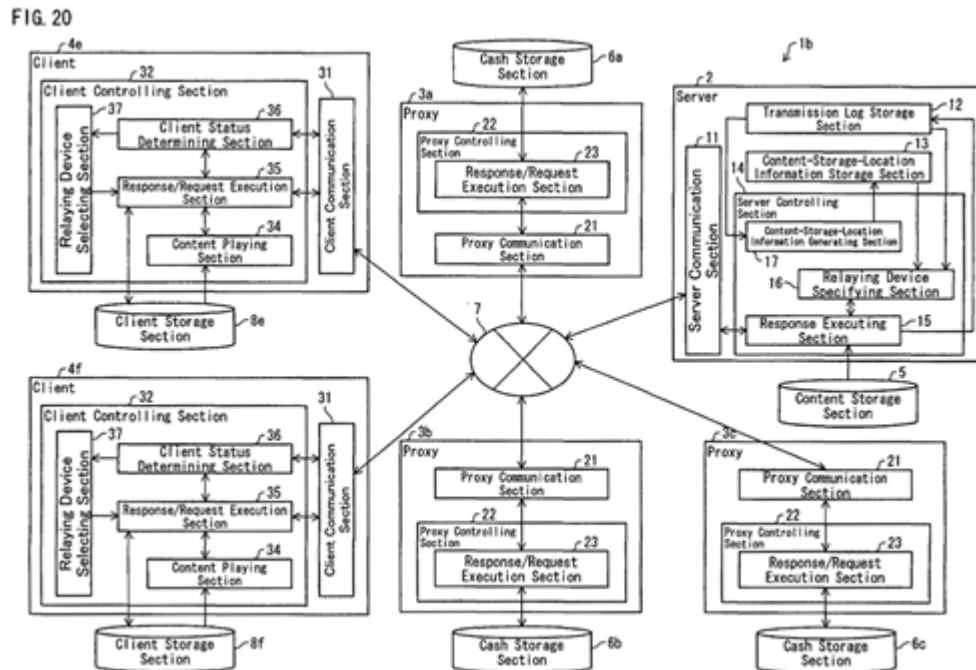 FIG. 20
1b
4e
Client
32
Client Controlling Section
37
Relaying Device
Selecting Section
36
Client Status
Determining Section
35
Response/Request Execution
Section
34
Content Playing
Section
31
Client Communication
Section
Client Storage
Section
8e
Cash Storage
Section
6a
3a
Proxy
22
Proxy Controlling
Section
23
Response/Request
Execution Section
21
Proxy Communication
Section
2
Server
11
Server Communication
Section
Transmission Log Storage
Section
12
13
Content-Storage-Location
Information Storage Section
14
Server Controlling
Section
Content-Storage-Location
Information Generating Section
17
Relaying Device
Specifying Section
16
Response Executing
Section
15
5
Content Storage
Section
7
4f
Client
32
Client Controlling Section
37
Relaying Device
Selecting Section
36
Client Status
Determining Section
35
Response/Request Execution
Section
34
Content Playing
Section
31
Client Communication
Section
Client Storage
Section
8f
3b
Proxy
21
Proxy Communication
Section
22
Proxy Controlling
Section
23
Response/Request
Execution Section
Cash Storage
Section
6b
3c
Proxy
21
Proxy Communication
Section
22
Proxy Controlling
Section
23
Response/Request
Execution Section
Cash Storage
Section
6c